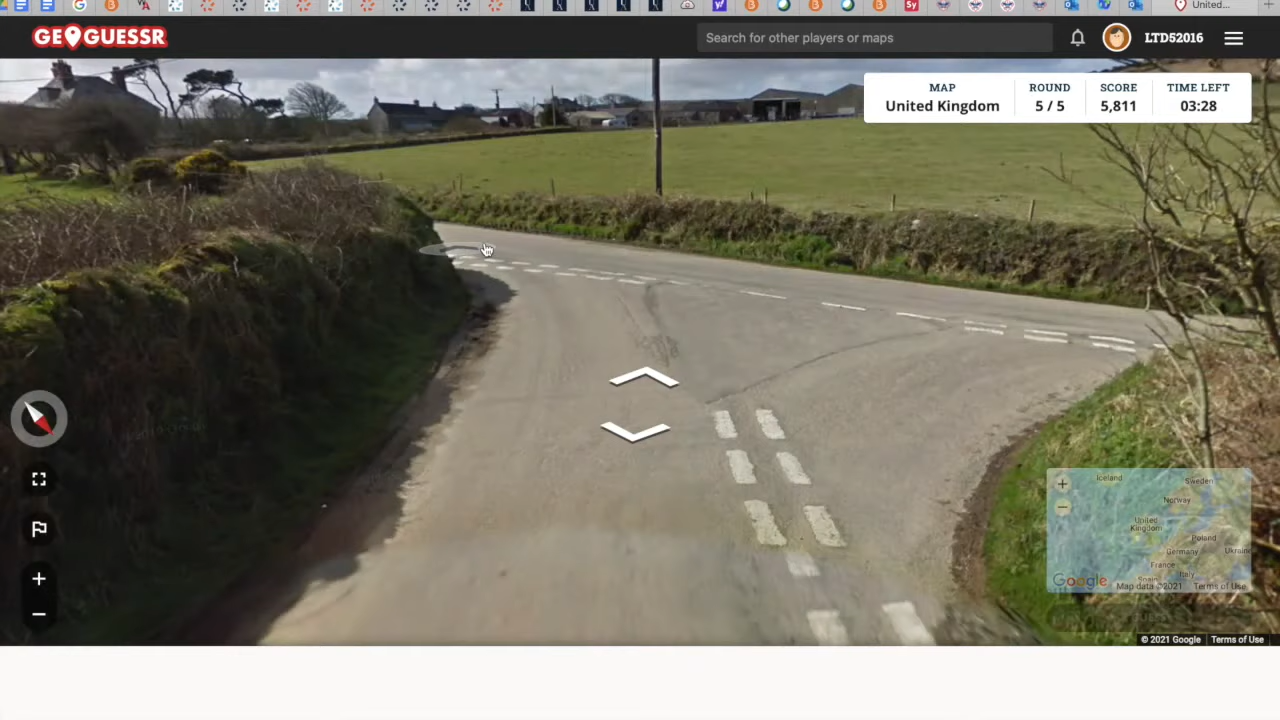 Sy
United...
GEOGUESSR
Search for other players or maps
LTD52016
MAP
United Kingdom
ROUND
5 / 5
SCORE
5,811
TIME LEFT
03:28
Iceland
Sweden
Norway
United
Kingdom
Poland
Germany
Ukrain
France
Italy
Spain
Google
Map data ©2021
Terms of Use
© 2021 Google
Terms of Use